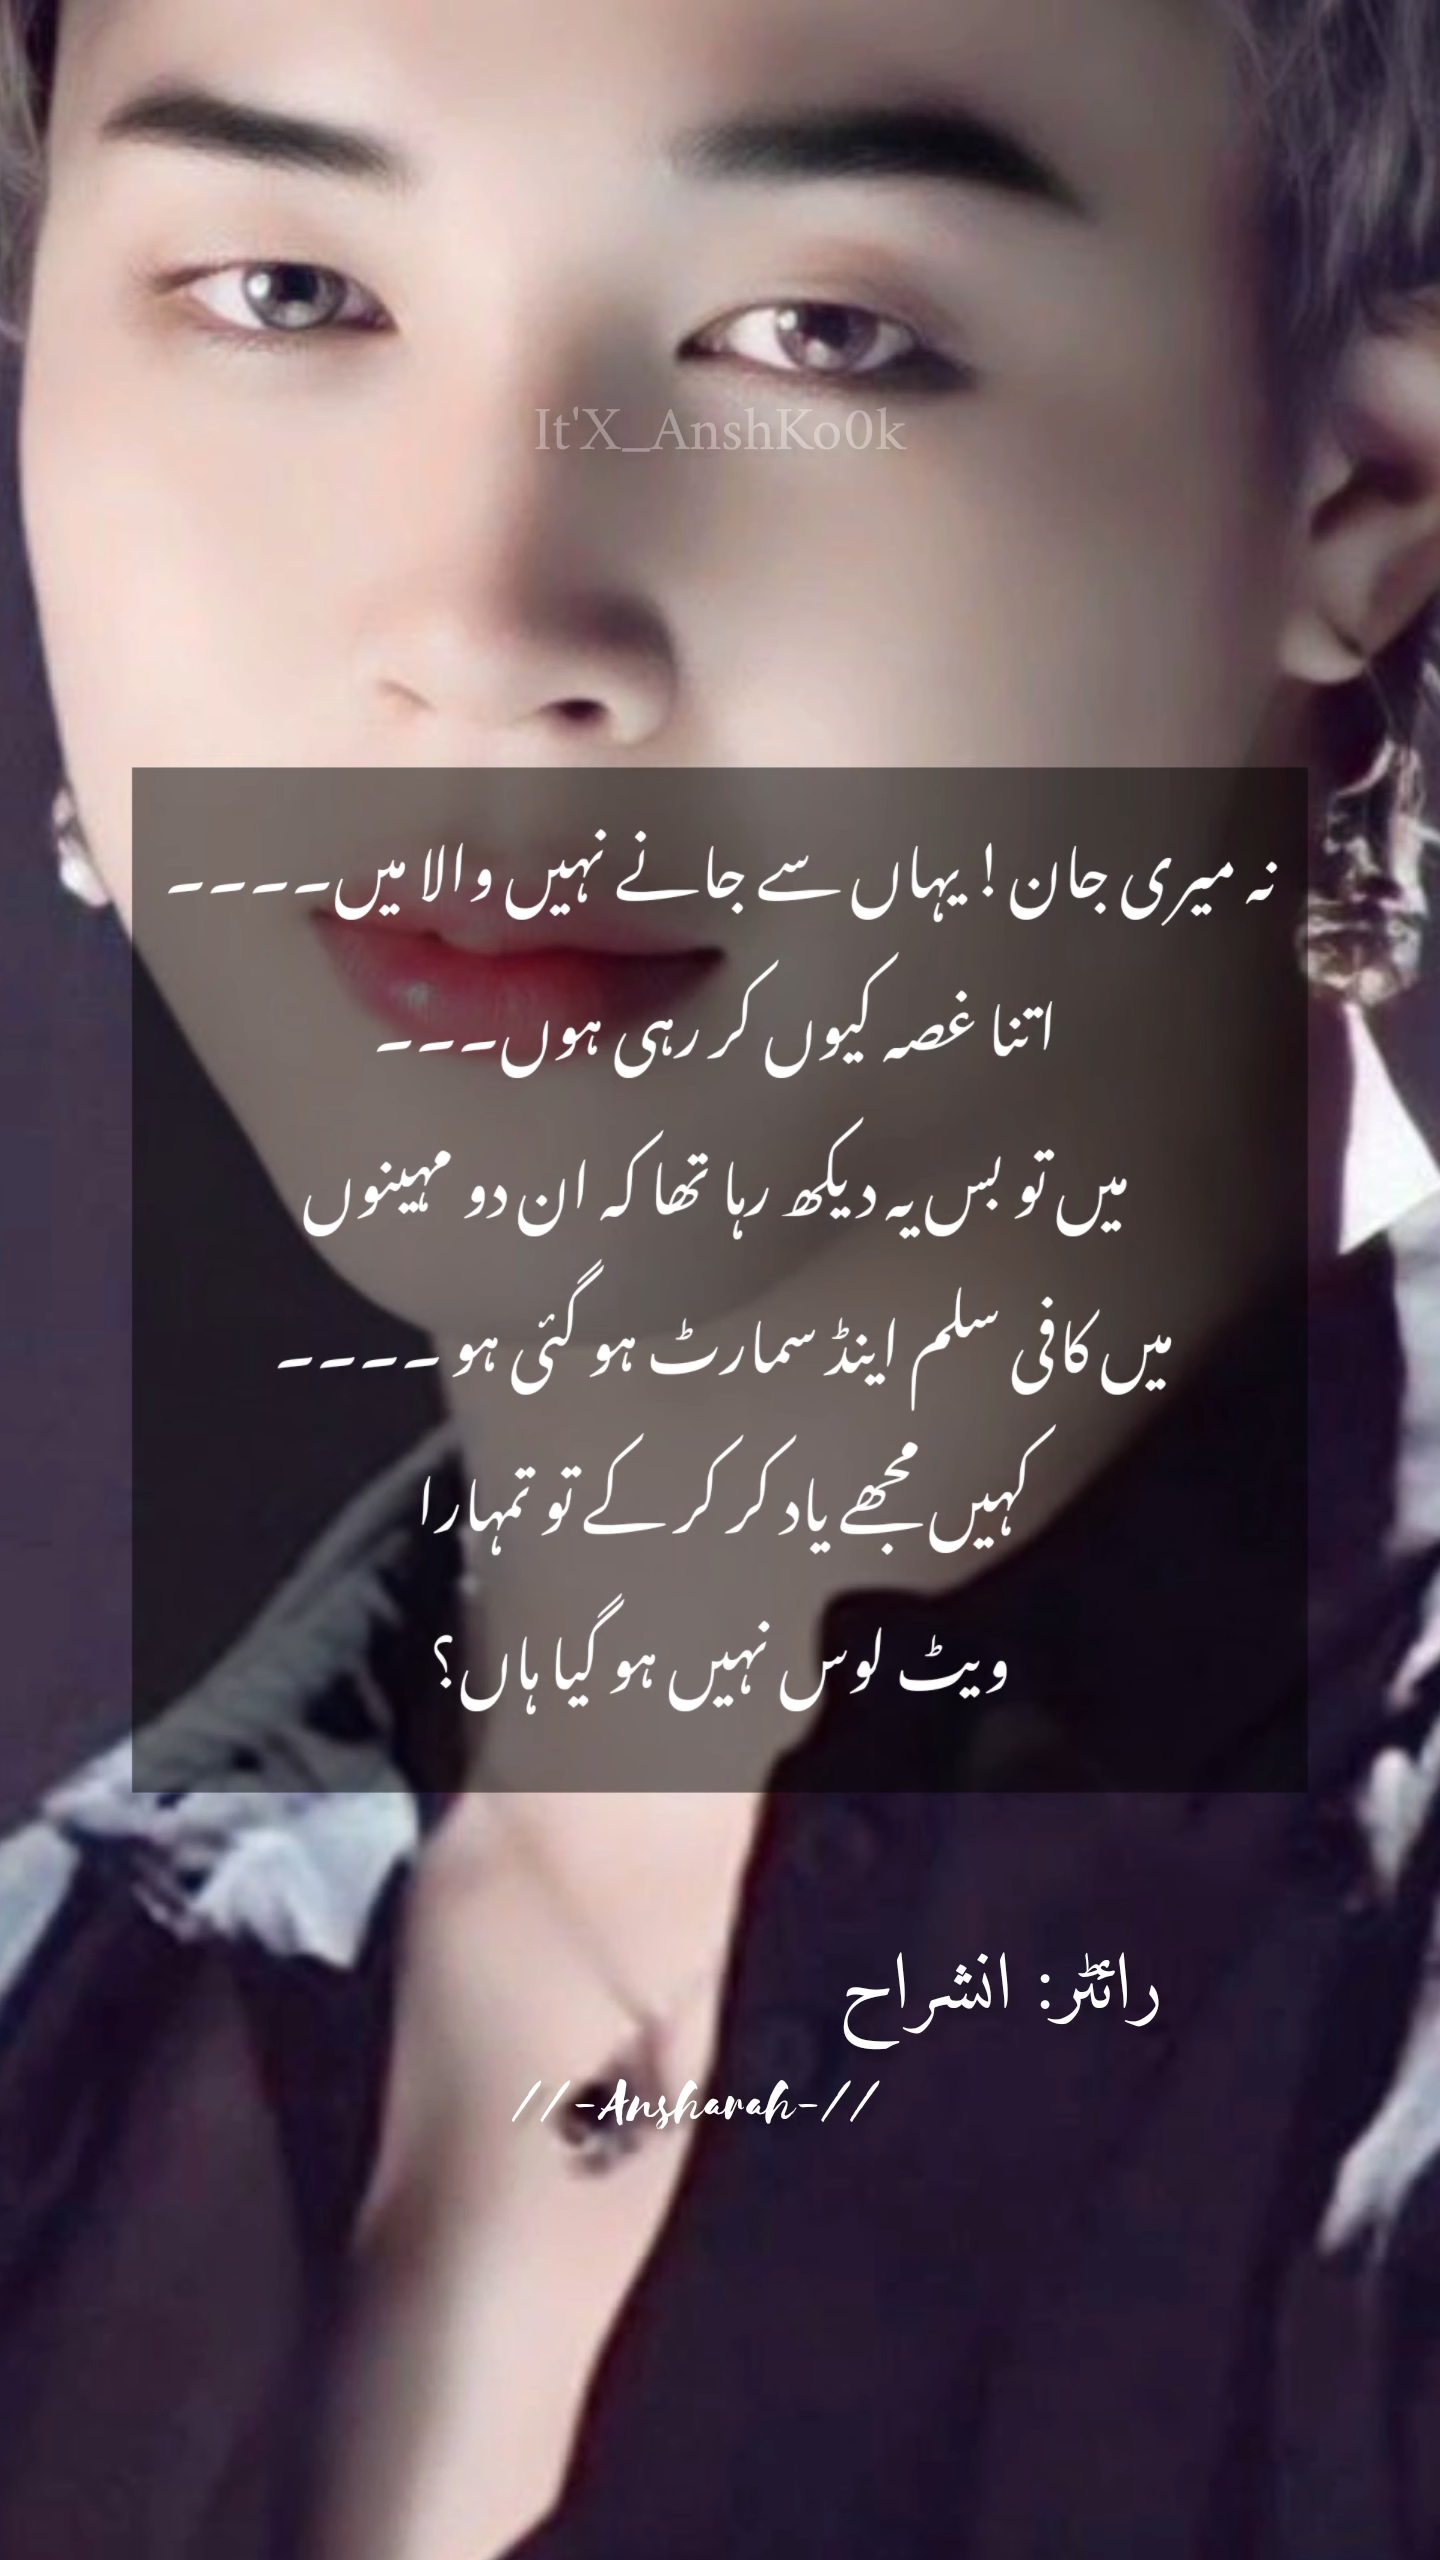 It'X_AnshKo0k
نہ میری جان ! یہاں سے جانے نہیں والا میں۔۔۔۔
اتنا غصہ کیوں کر رہی ہوں۔۔۔
میں تو بس یہ دیکھ رہا تھا کہ ان دو مہینوں
میں کافی سلم اینڈ سمارٹ ہو گئی ہو ۔۔۔۔
کہیں مجھے یاد کر کر کے تو تمہارا
ویٹ لوس نہیں ہو گیا ہاں؟
رائٹر: انشراح
//-Ansharah-//